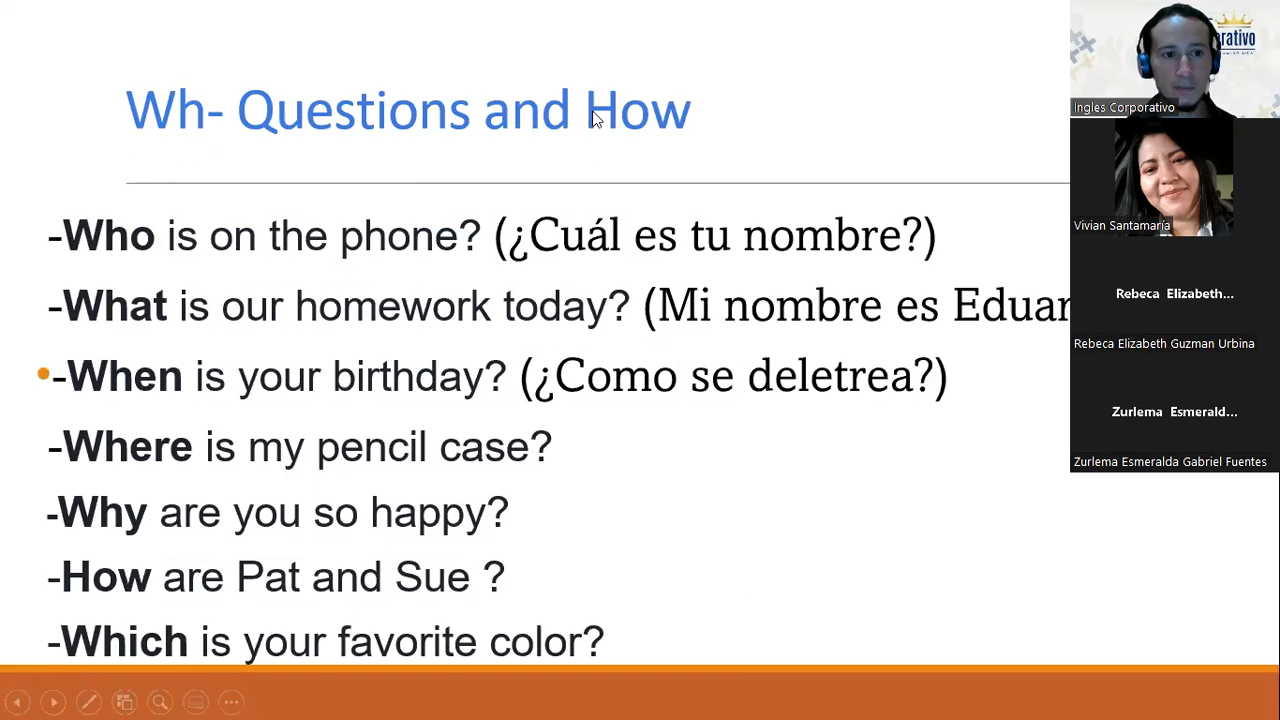 Wh- Questions and How
-Who is on the phone? (¿Cuál es tu nombre?)
-What is our homework today? (Mi nombre es Eduar
-When is your birthday? (¿Como se deletrea?)
-Where is my pencil case?
-Why are you so happy?
-How are Pat and Sue ?
-Which is your favorite color?
Ingles Corporativo
Vivian Santamaría
Rebeca Elizabeth...
Rebeca Elizabeth Guzman Urbina
Zurlema Esmerald...
Zurlema Esmeralda Gabriel Fuentes